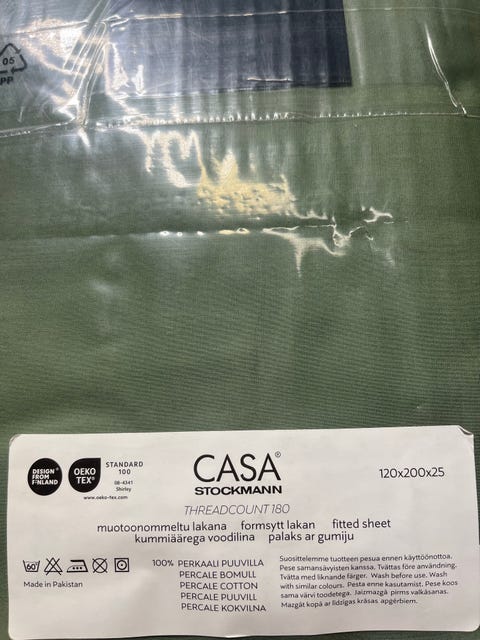 05
PP
DESIGN
FROM
FINLAND
OEKO
TEX®
STANDARD
100
08-4341
Shirley
www.oeko-tex.com
CASA®
STOCKMANN
THREADCOUNT 180
120x200x25
muotoonommeltu lakana formsytt lakan fitted sheet
kummiäärega voodilina palaks ar gumiju
60
Made in Pakistan
100% PERKAALI PUUVILLA
PERCALE BOMULL
PERCALE COTTON
PERCALE PUUVILL
PERCALE KOKVILNA
Suosittelemme tuotteen pesua ennen käyttöönottoa.
Pese samansävyisten kanssa. Tvättas före användning.
Tvätta med liknande färger. Wash before use. Wash
with similar colours. Pesta enne kasutamist. Pese koos
sama värvi toodetega. Jaizmazgā pirms valkāsanas.
Mazgāt kopā ar līdzīgas krāsas apģērbiem.